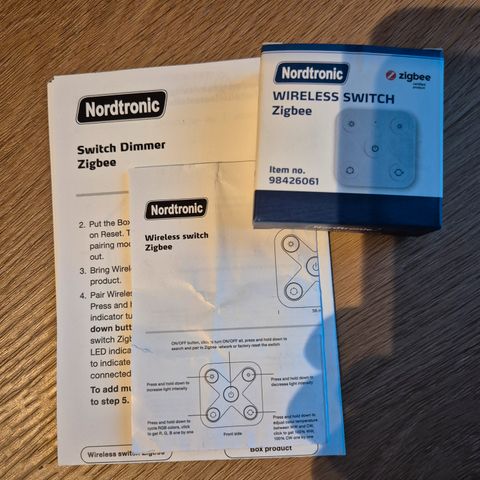 Nordtronic
Switch Dimmer
Zigbee
2. Put the Box
on Reset. T
pairing mo
out.
3. Bring Wirel
product.
4. Pair Wireles
Press and h
indicator tu
down butt
switch Zigb
LED indica
to indicate
connected
To add mu
to step 5.
Wireless switch Zigbee
Box product
Nordtronic
Wireless switch
Zigbee
ON/OFF button, click to turn ON/OFF all, press and hold down to
search and pair to Zigbee network or factory reset the switch
Press and hold down to
increase light intensity
Press and hold down to
decrease light intensity
Press and hold down to
cycle RGB colors, click
to get R, G, B one by one
Front side
Press and hold down to
adjust color temperature
between WW and CW,
click to get 100% WW,
100% CW one by one
Nordtronic
zigbee
certified
product
WIRELESS SWITCH
Zigbee
Item no.
98426061